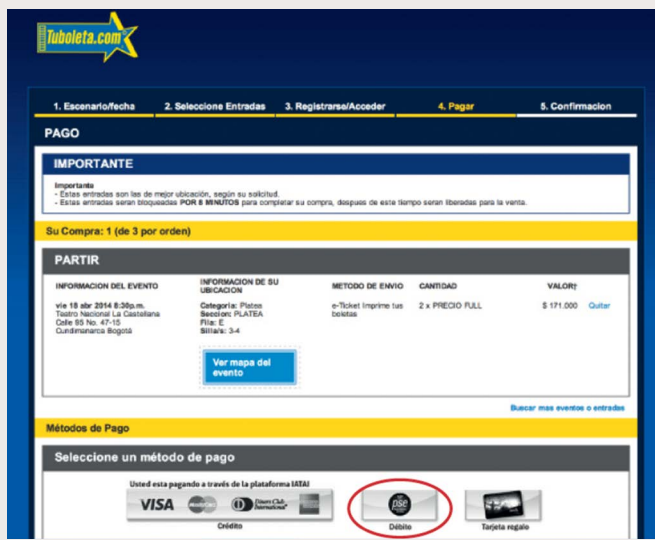 Tuboleta.com
1. Escenario/fecha 2. Seleccione Entradas 3. Registrarse/Acceder 4. Pagar 5. Confirmacion
PAGO
IMPORTANTE
Importante
- Estas entradas son las de mejor ubicación, según su solicitud.
- Estas entradas seran bloqueadas POR 8 MINUTOS para completar su compra, despues de este tiempo seran liberadas para la venta.
Su Compra: 1 (de 3 por orden)
PARTIR
INFORMACION DEL EVENTO
vie 18 abr 2014 8:30p.m.
Teatro Nacional La Castellana
Calle 95 No. 47-15
Cundimanarca Bogotá
INFORMACION DE SU
UBICACION
Categoria: Platea
Seccion: PLATEA
Fila: E
Silla/s: 3-4
Ver mapa del
evento
METODO DE ENVIO
e-Ticket Imprime tus
boletas
CANTIDAD
2 x PRECIO FULL
VALOR†
$ 171.000 Quitar
Buscar mas eventos o entradas
Métodos de Pago
Seleccione un método de pago
Usted esta pagando a través de la plataforma IATAI
VISA MasterCard Diners Club
International
Crédito
pse
Débito
Tarjeta regalo